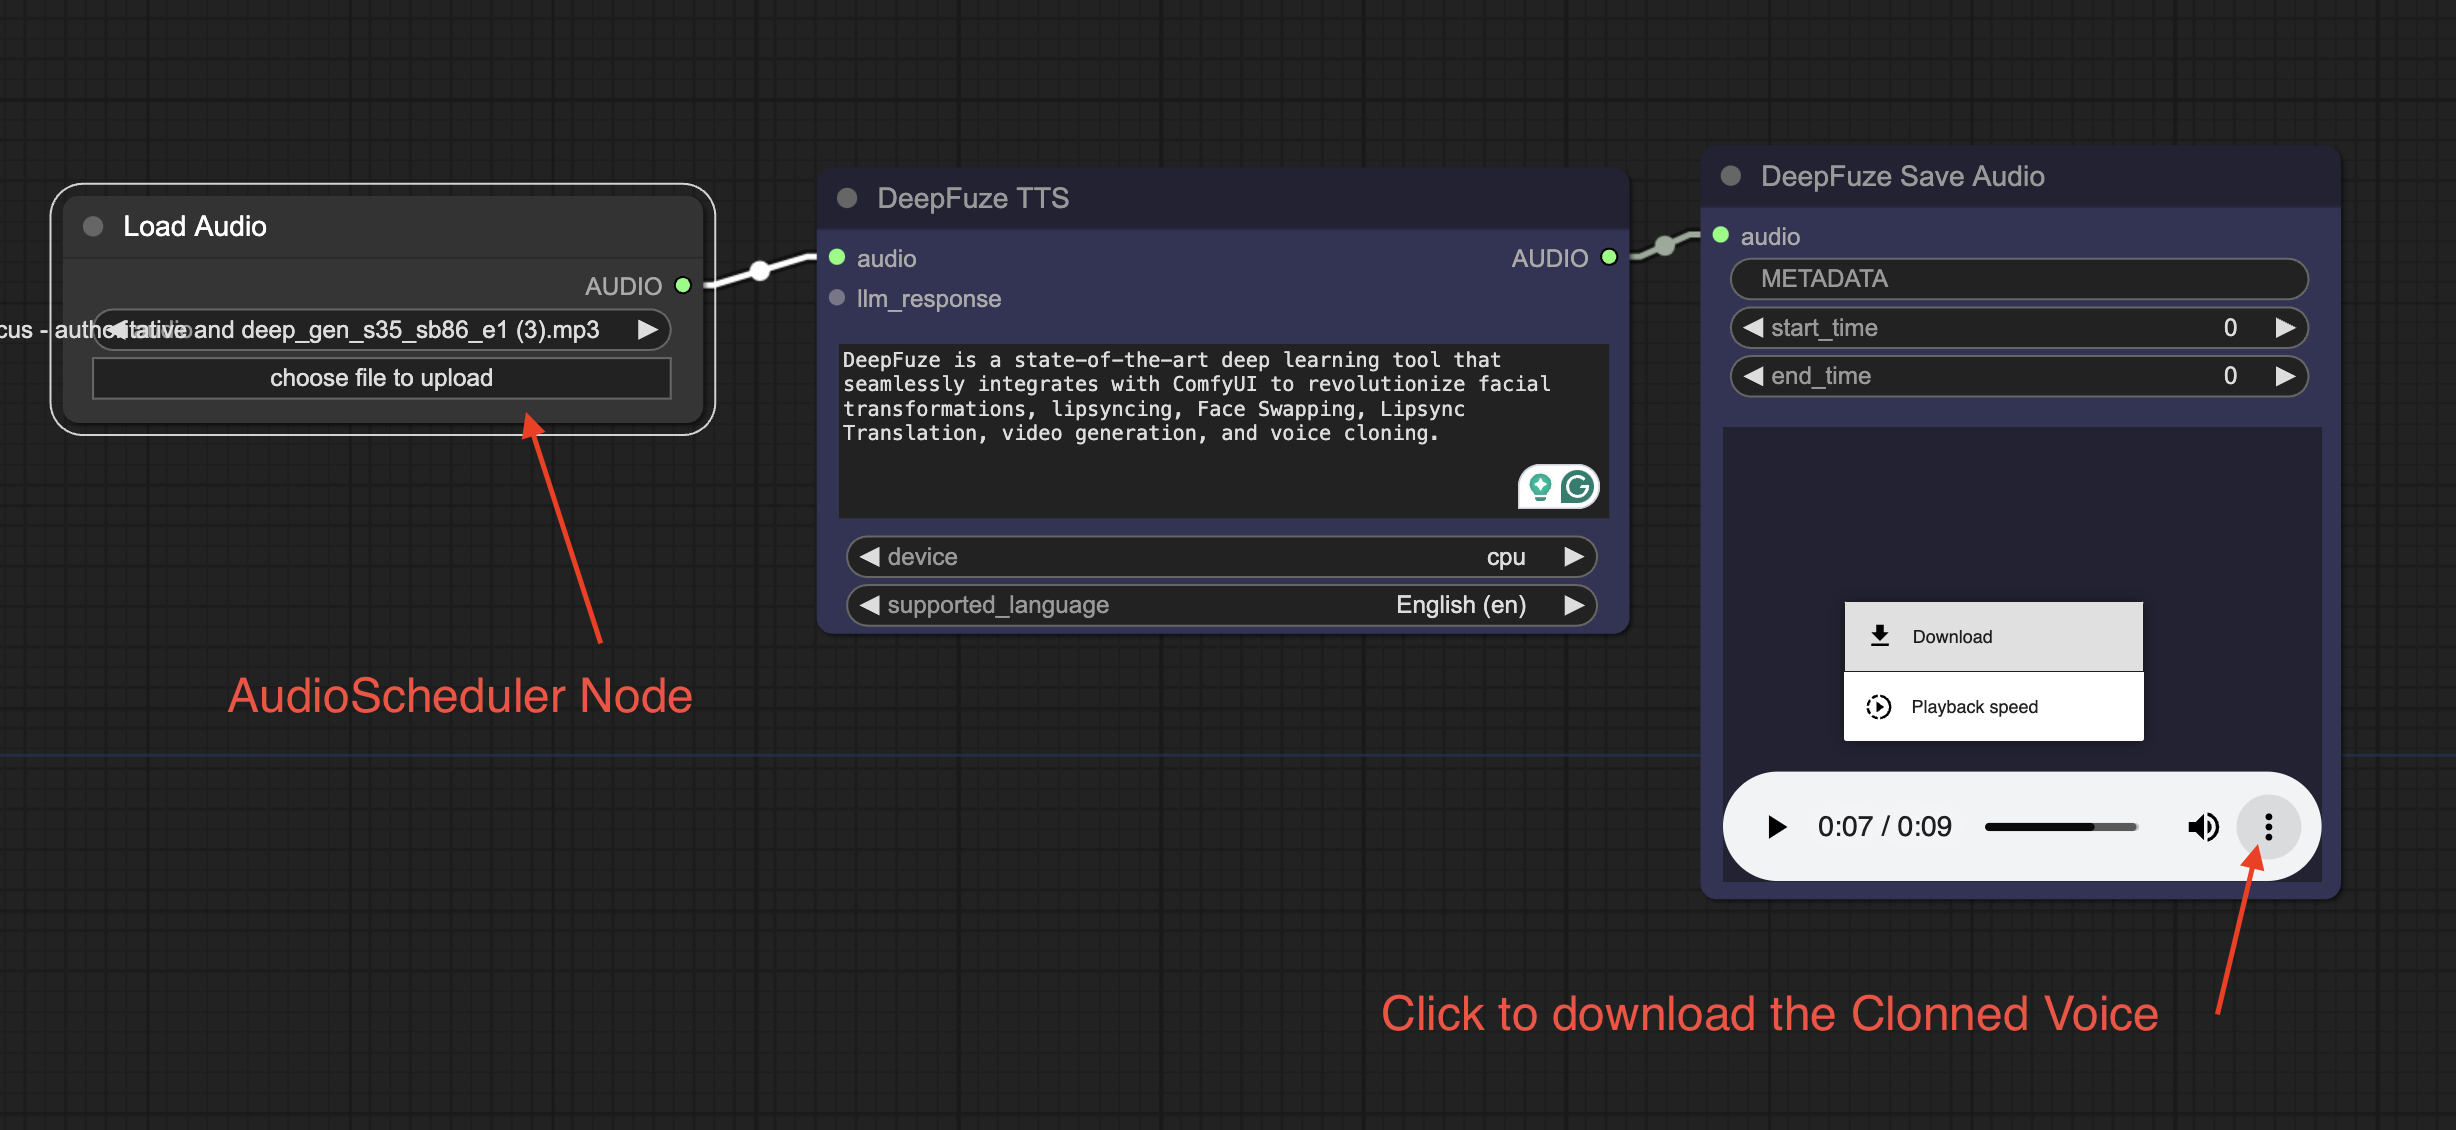 Load Audio
AUDIO
cus - authoritative and deep_gen_s35_sb86_e1 (3).mp3
choose file to upload
AudioScheduler Node
DeepFuze TTS
audio
AUDIO
llm_response
DeepFuze is a state-of-the-art deep learning tool that
seamlessly integrates with ComfyUI to revolutionize facial
transformations, lipsyncing, Face Swapping, Lipsync
Translation, video generation, and voice cloning.
device cpu
supported_language English (en)
DeepFuze Save Audio
audio
METADATA
start_time 0
end_time 0
Download
Playback speed
0:07 / 0:09
Click to download the Clonned Voice